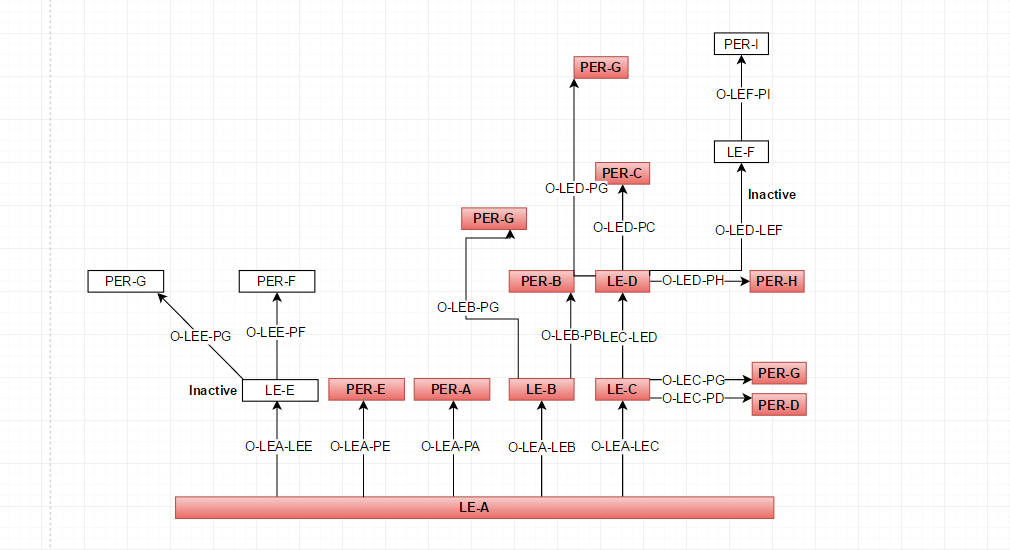 PER-I
PER-G
O-LEF-PI
LE-F
PER-C
O-LED-PG
Inactive
PER-G
O-LED-PC
O-LED-LEF
PER-G
PER-F
PER-B
LE-D
O-LED-PH
PER-H
O-LEB-PG
O-LEE-PG
O-LEE-PF
O-LEB-PB
LEC-LED
PER-G
O-LEC-PG
Inactive
LE-E
PER-E
PER-A
LE-B
LE-C
O-LEC-PD
PER-D
O-LEA-LEE
O-LEA-PE
O-LEA-PA
O-LEA-LEB
O-LEA-LEC
LE-A